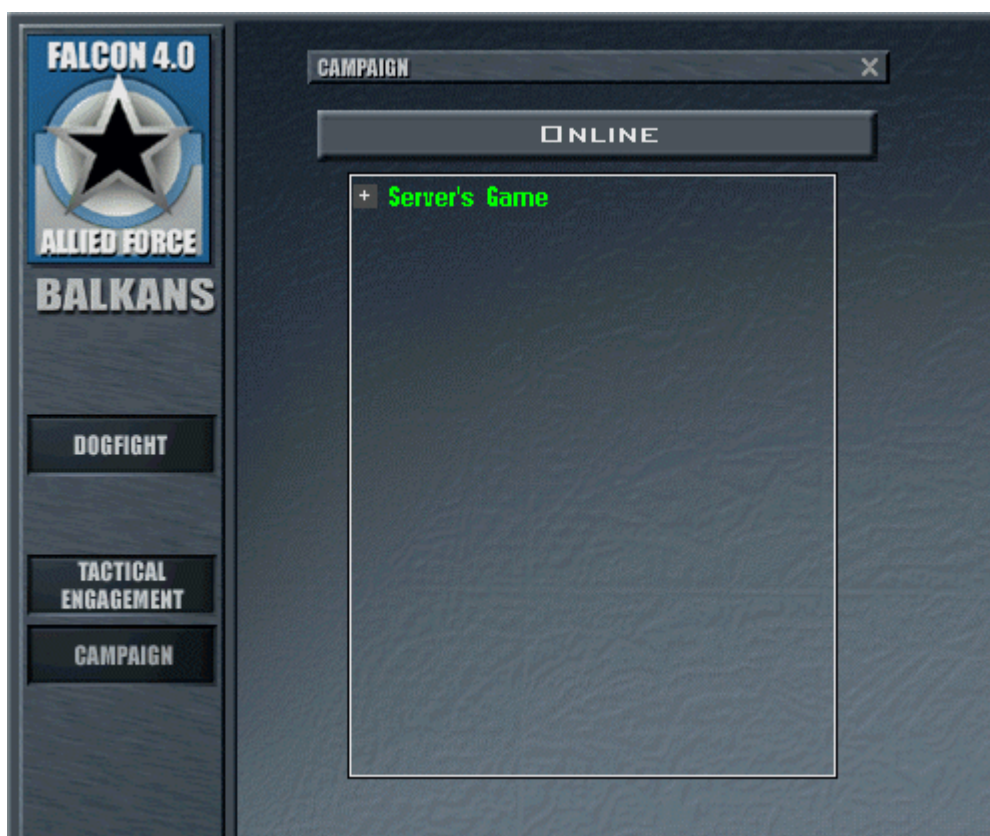 FALCON 4.0
ALLIED FORCE
BALKANS
DOGFIGHT
TACTICAL
ENGAGEMENT
CAMPAIGN
CAMPAIGN X
ONLINE
+ Server's Game